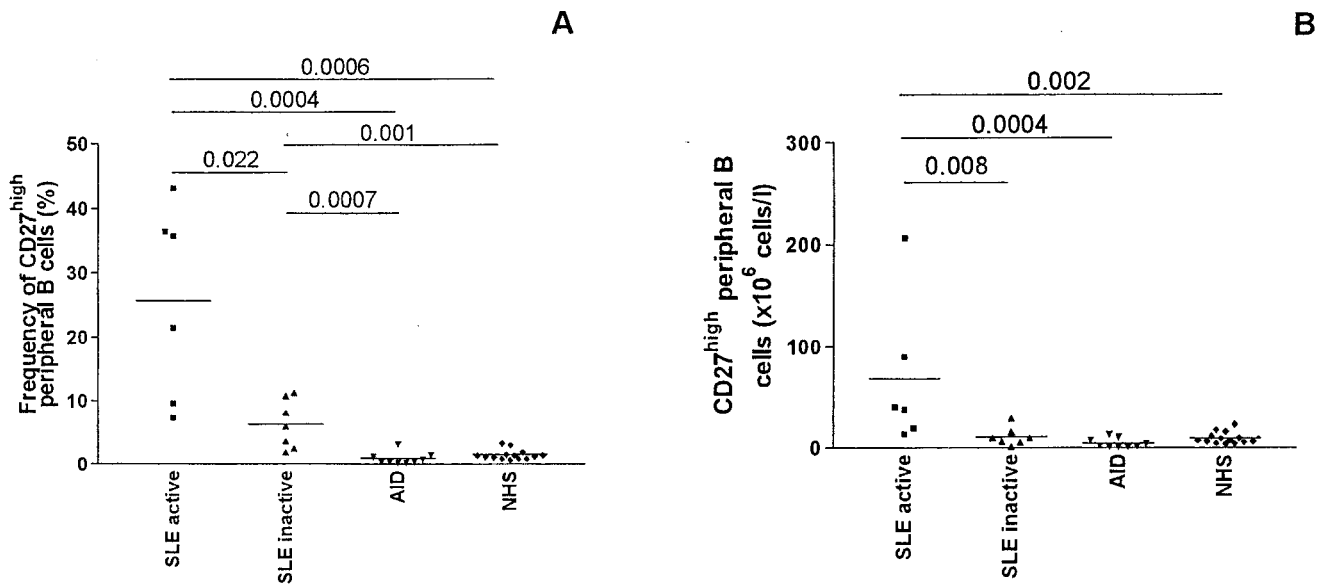 A
0.0006
0.0004
0.001
0.022
0.0007
50
40
30
20
10
0
Frequency of CD27high
peripheral B cells (%)
SLE active
SLE inactive
AID
NHS
B
0.002
0.0004
0.008
300
200
100
0
CD27high peripheral B
cells (x10^6 cells/l)
SLE active
SLE inactive
AID
NHS